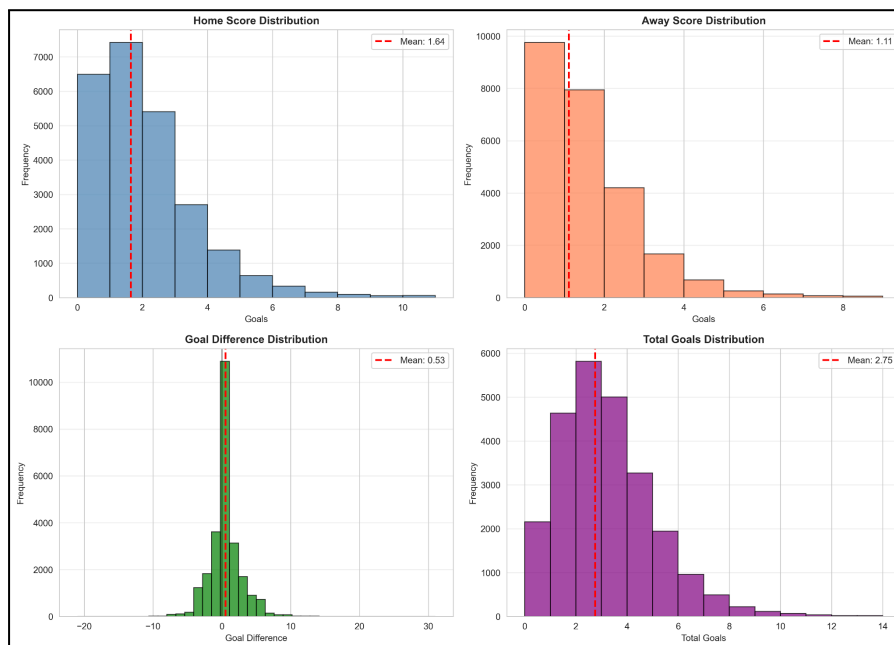 Home Score Distribution
Mean: 1.64
7000
6000
5000
4000
3000
2000
1000
0
Frequency
0 2 4 6 8 10
Goals
Away Score Distribution
Mean: 1.11
10000
8000
6000
4000
2000
0
Frequency
0 2 4 6 8
Goals
Goal Difference Distribution
Mean: 0.53
10000
8000
6000
4000
2000
0
Frequency
−20 −10 0 10 20 30
Goal Difference
Total Goals Distribution
Mean: 2.75
6000
5000
4000
3000
2000
1000
0
Frequency
0 2 4 6 8 10 12 14
Total Goals